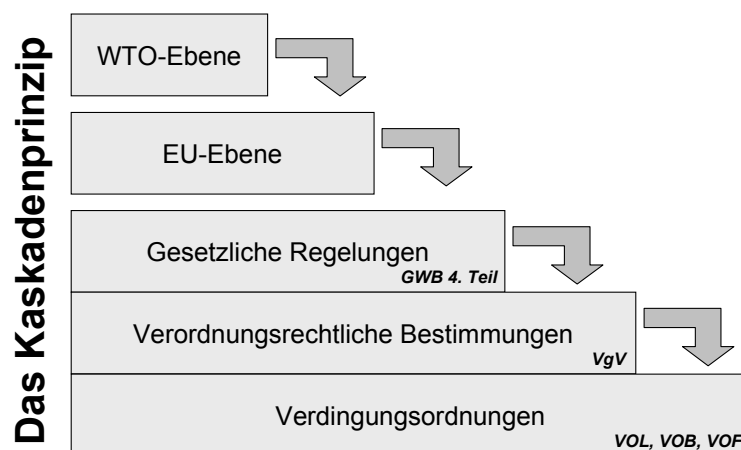 Das Kaskadenprinzip
WTO-Ebene
EU-Ebene
Gesetzliche Regelungen
GWB 4. Teil
Verordnungsrechtliche Bestimmungen
VgV
Verdingungsordnungen
VOL, VOB, VOF